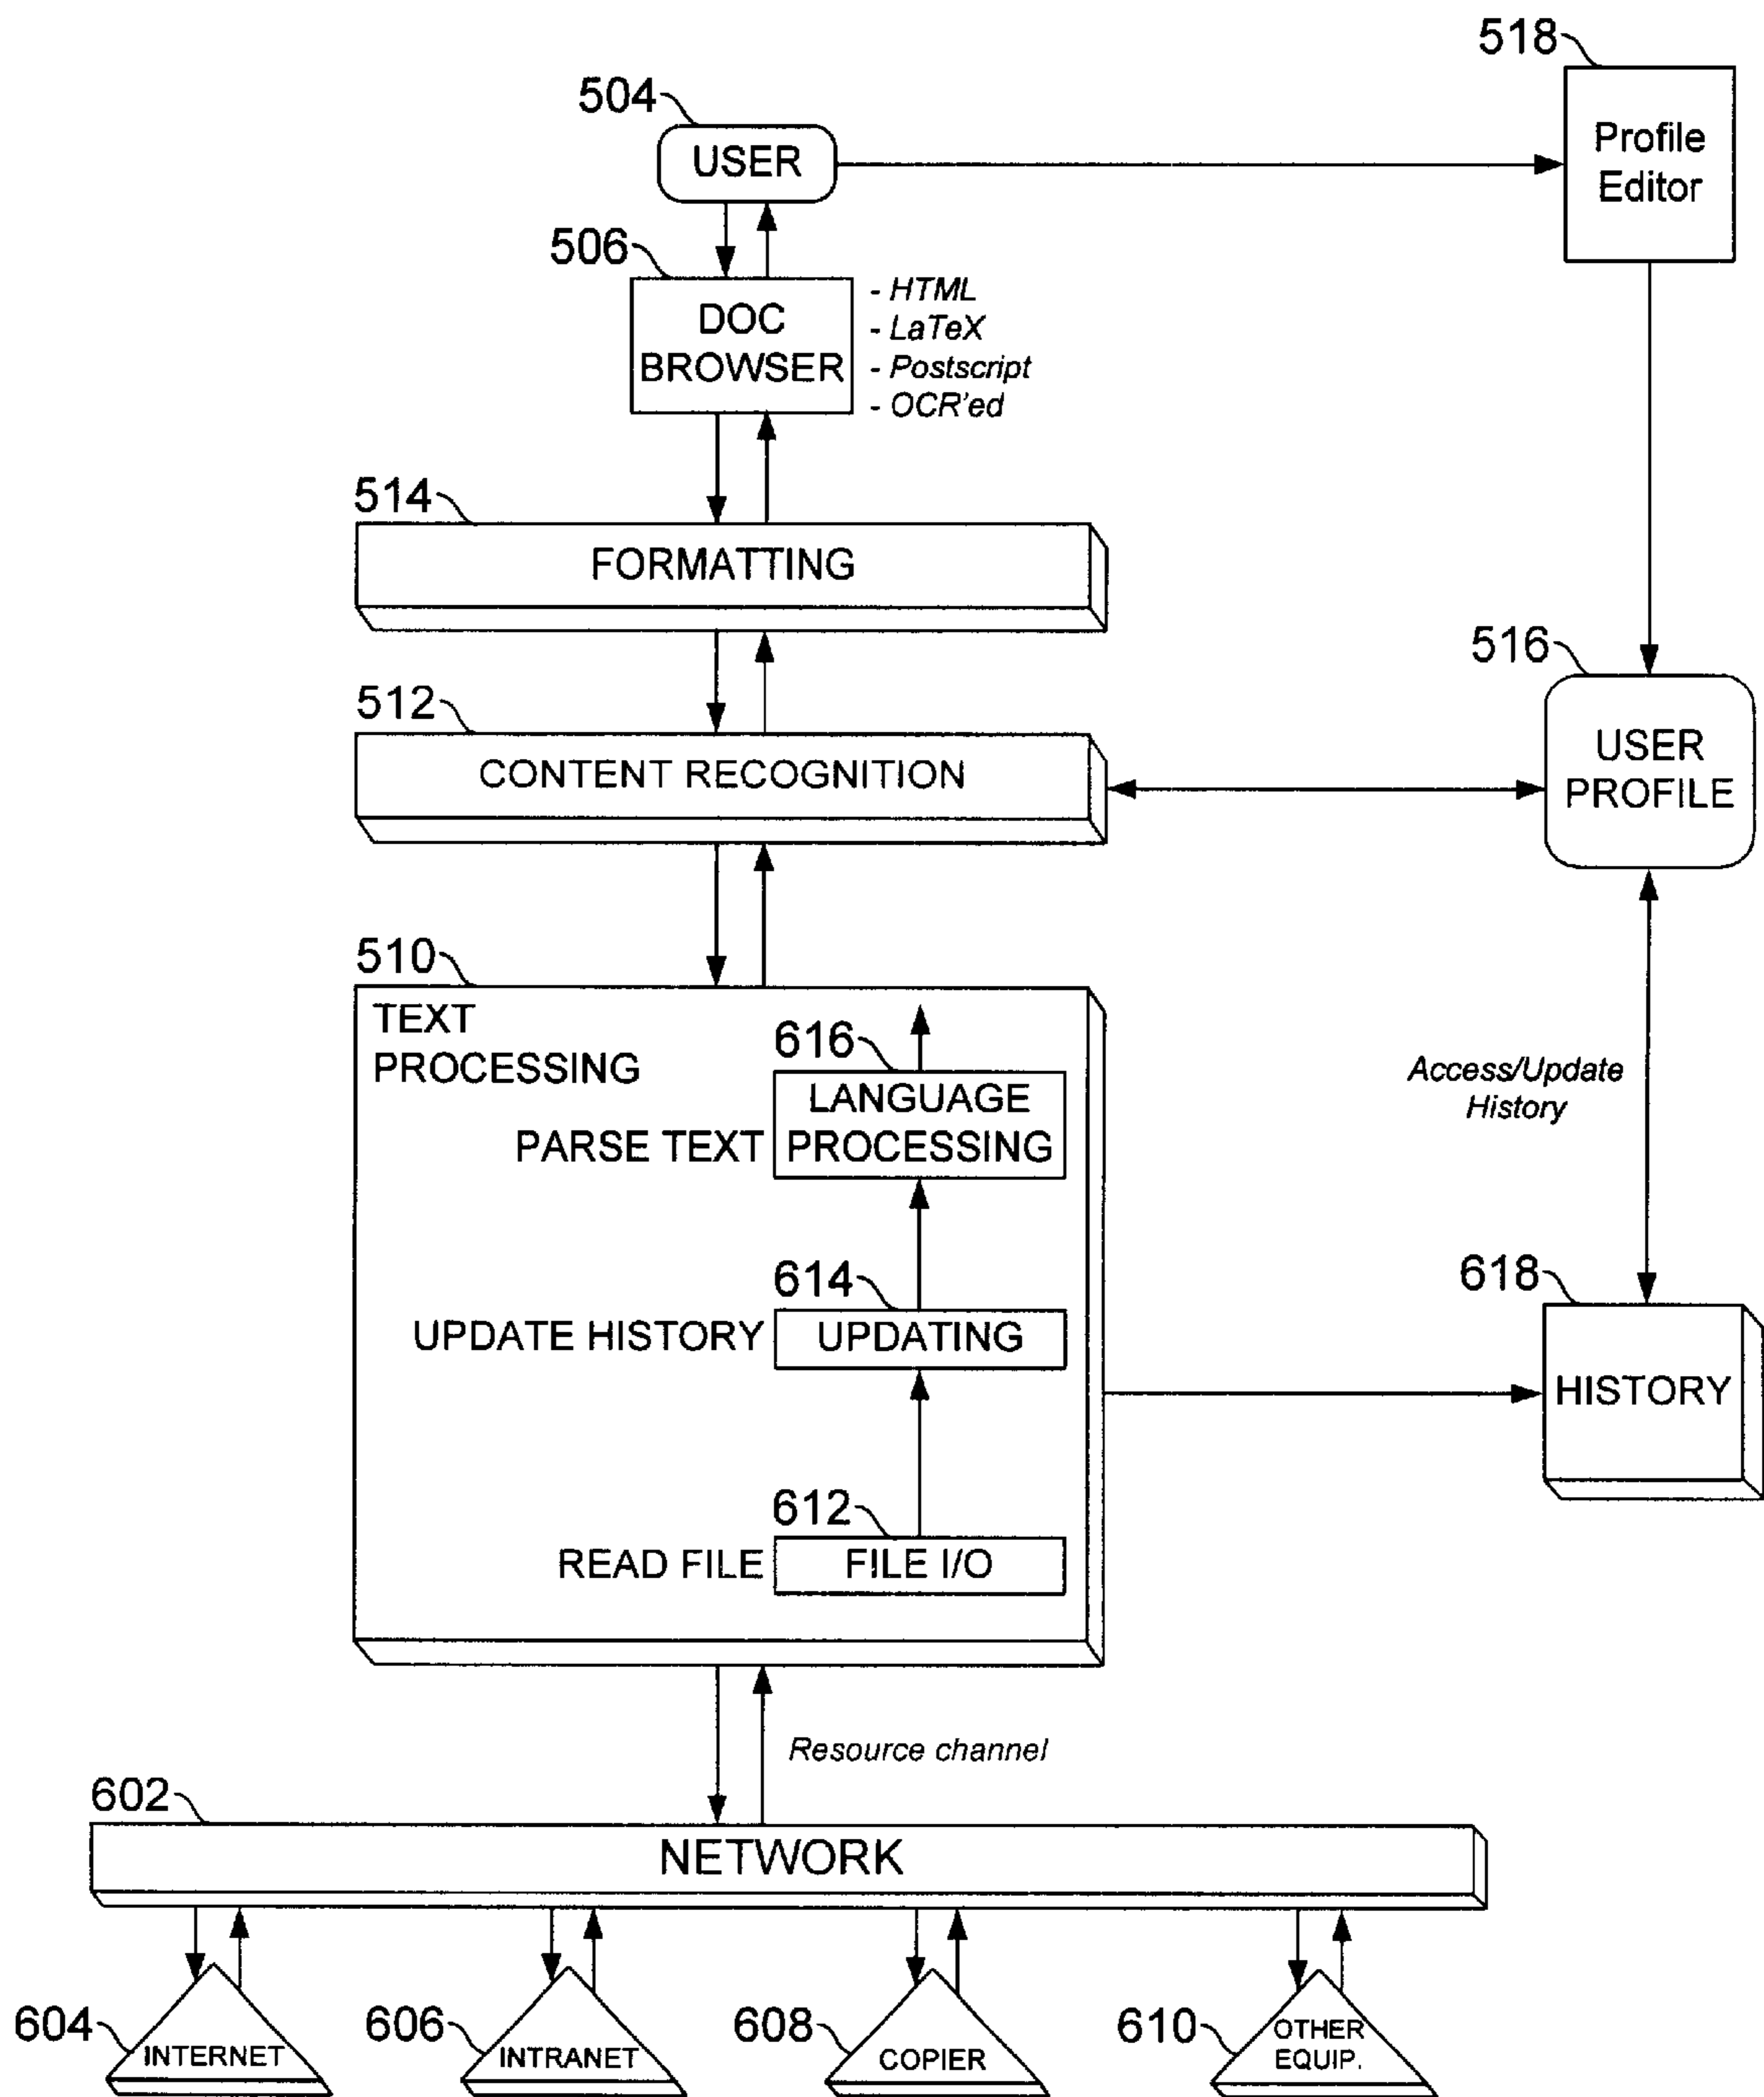 518
Profile
Editor
504
USER
506
DOC
BROWSER
- HTML
- LaTeX
- Postscript
- OCR'ed
514
FORMATTING
516
USER
PROFILE
512
CONTENT RECOGNITION
510
TEXT
PROCESSING
616
LANGUAGE
PROCESSING
PARSE TEXT
Access/Update
History
614
UPDATE HISTORY
UPDATING
618
HISTORY
612
READ FILE
FILE I/O
Resource channel
602
NETWORK
604
INTERNET
606
INTRANET
608
COPIER
610
OTHER
EQUIP.